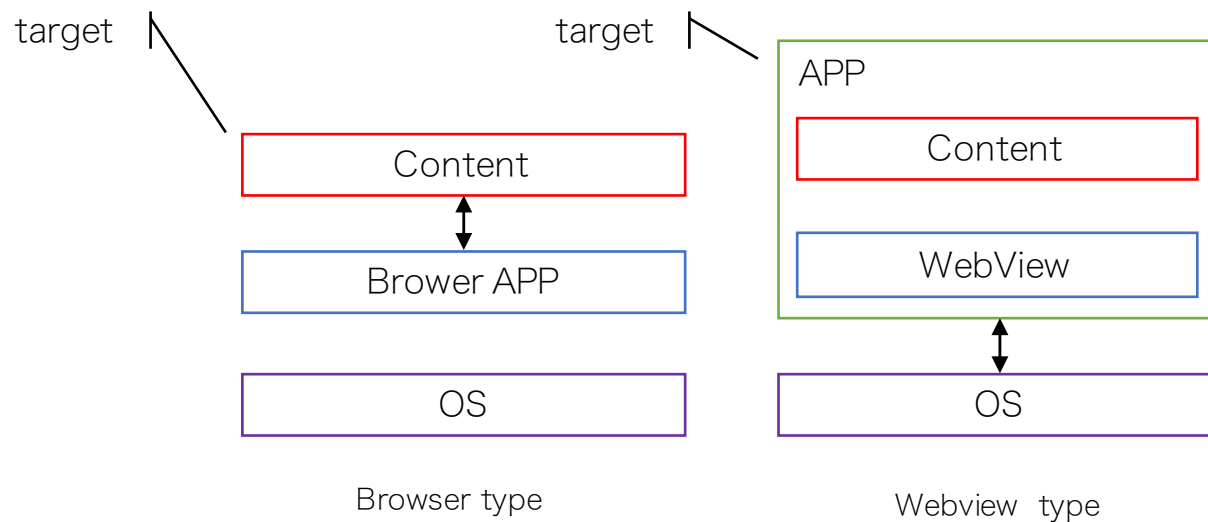 target
target
APP
Content
Content
Brower APP
WebView
OS
OS
Browser type
Webview type